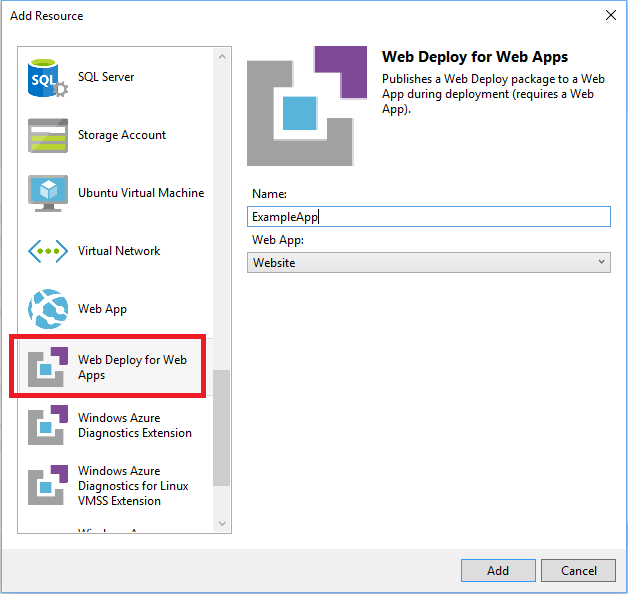 Add Resource
SQL
SQL Server
Storage Account
Ubuntu Virtual Machine
Virtual Network
Web App
Web Deploy for Web
Apps
Windows Azure
Diagnostics Extension
Windows Azure
Diagnostics for Linux
VMSS Extension
Web Deploy for Web Apps
Publishes a Web Deploy package to a Web
App during deployment (requires a Web
App).
Name:
ExampleApp
Web App:
Website
Add
Cancel